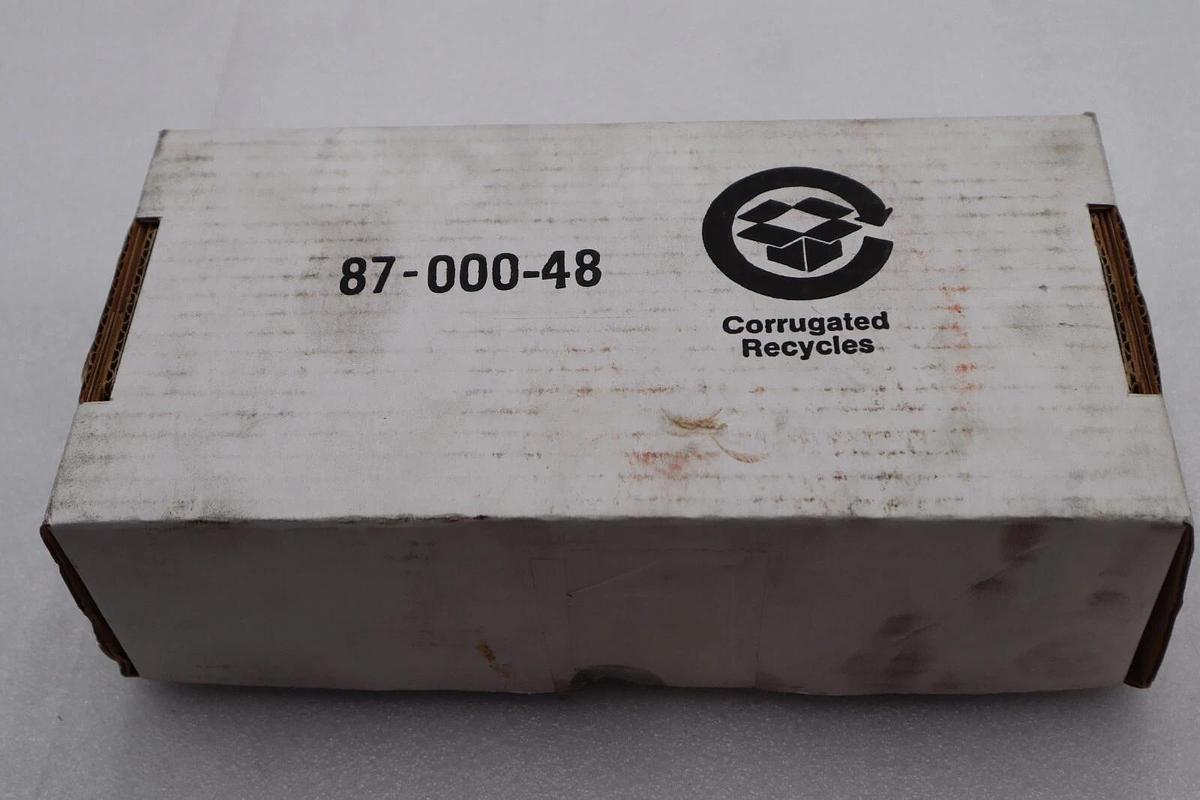 87-000-48
Corrugated
Recycles